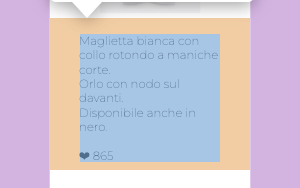 Maglietta bianca con
collo rotondo a maniche
corte.
Orlo con nodo sul
davanti.
Disponibile anche in
nero.
❤ 865